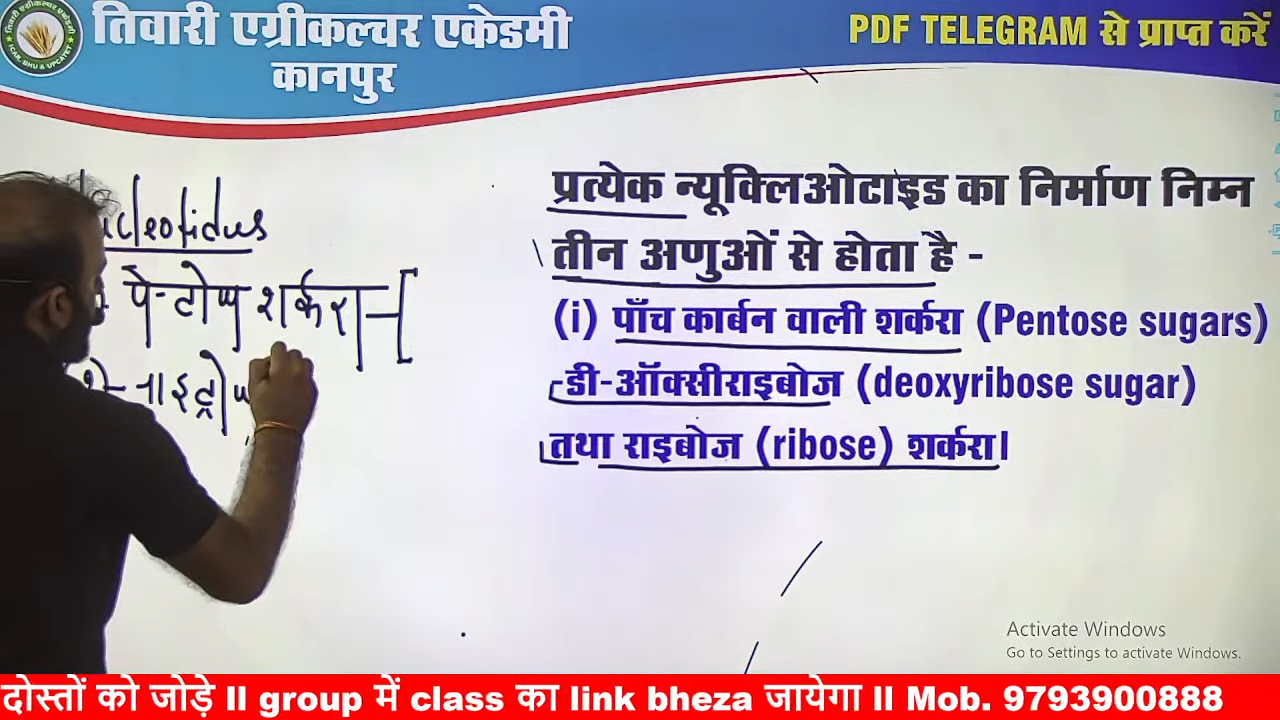 तिवारी एग्रीकल्चर एकेडमी
कानपुर
PDF TELEGRAM से प्राप्त करें
प्रत्येक न्यूक्लिओटाइड का निर्माण निम्न
तीन अणुओं से होता है -
(i) पाँच कार्बन वाली शर्करा (Pentose sugars)
डी-ऑक्सीराइबोज (deoxyribose sugar)
तथा राइबोज (ribose) शर्करा।
पेन्टोज शर्करा-[
नाइट्रो
Activate Windows
Go to Settings to activate Windows.
दोस्तों को जोड़े II group में class का link bheza जायेगा II Mob. 9793900888